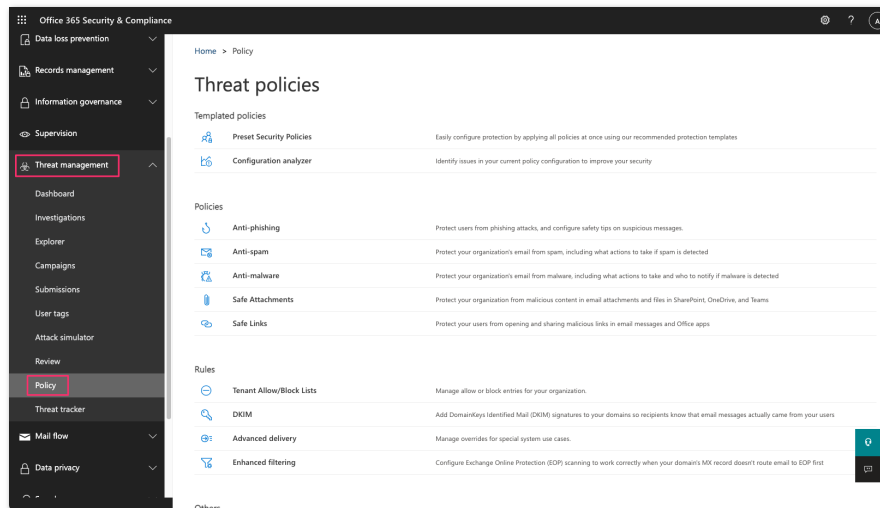 Office 365 Security & Compliance
?
A
Data loss prevention
Records management
Information governance
Supervision
Threat management
Dashboard
Investigations
Explorer
Campaigns
Submissions
User tags
Attack simulator
Review
Policy
Threat tracker
Mail flow
Data privacy
Home > Policy
Threat policies
Templated policies
Preset Security Policies Easily configure protection by applying all policies at once using our recommended protection templates
Configuration analyzer Identify issues in your current policy configuration to improve your security
Policies
Anti-phishing Protect users from phishing attacks, and configure safety tips on suspicious messages.
Anti-spam Protect your organization's email from spam, including what actions to take if spam is detected
Anti-malware Protect your organization's email from malware, including what actions to take and who to notify if malware is detected
Safe Attachments Protect your organization from malicious content in email attachments and files in SharePoint, OneDrive, and Teams
Safe Links Protect your users from opening and sharing malicious links in email messages and Office apps
Rules
Tenant Allow/Block Lists Manage allow or block entries for your organization.
DKIM Add DomainKeys Identified Mail (DKIM) signatures to your domains so recipients know that email messages actually came from your users
Advanced delivery Manage overrides for special system use cases.
Enhanced filtering Configure Exchange Online Protection (EOP) scanning to work correctly when your domain's MX record doesn't route email to EOP first
Others